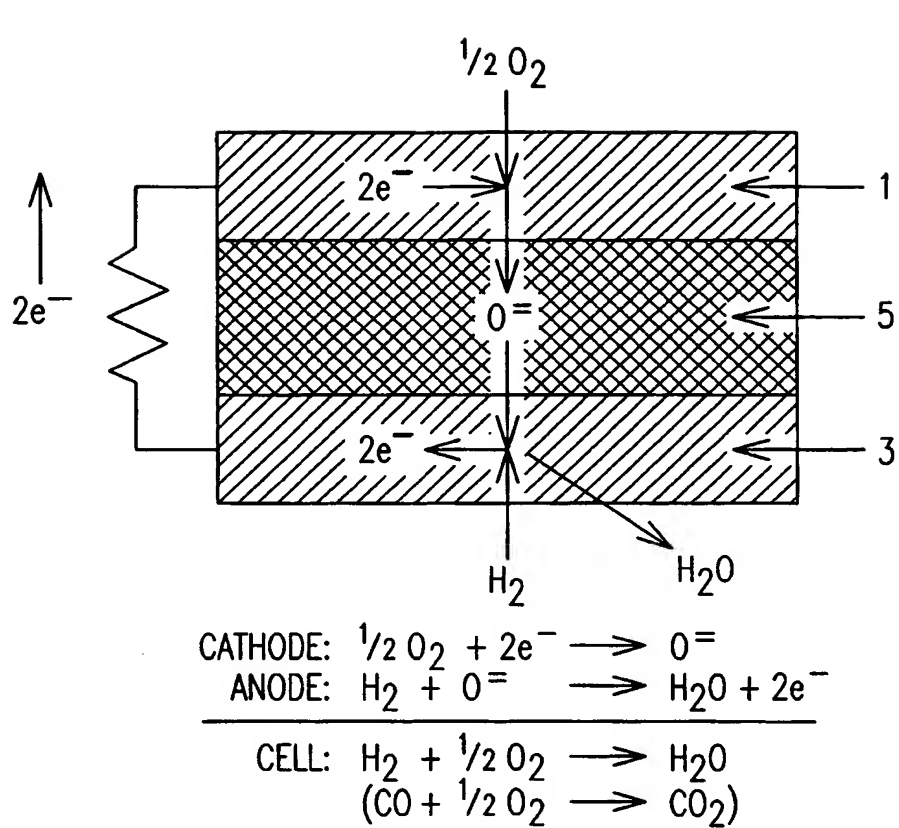 1/2 O2
2e-
1
2e-
O=
5
2e-
3
H2
H2O
CATHODE: 1/2 O2 + 2e- → O=
ANODE: H2 + O= → H2O + 2e-
CELL: H2 + 1/2 O2 → H2O
(CO + 1/2 O2 → CO2)